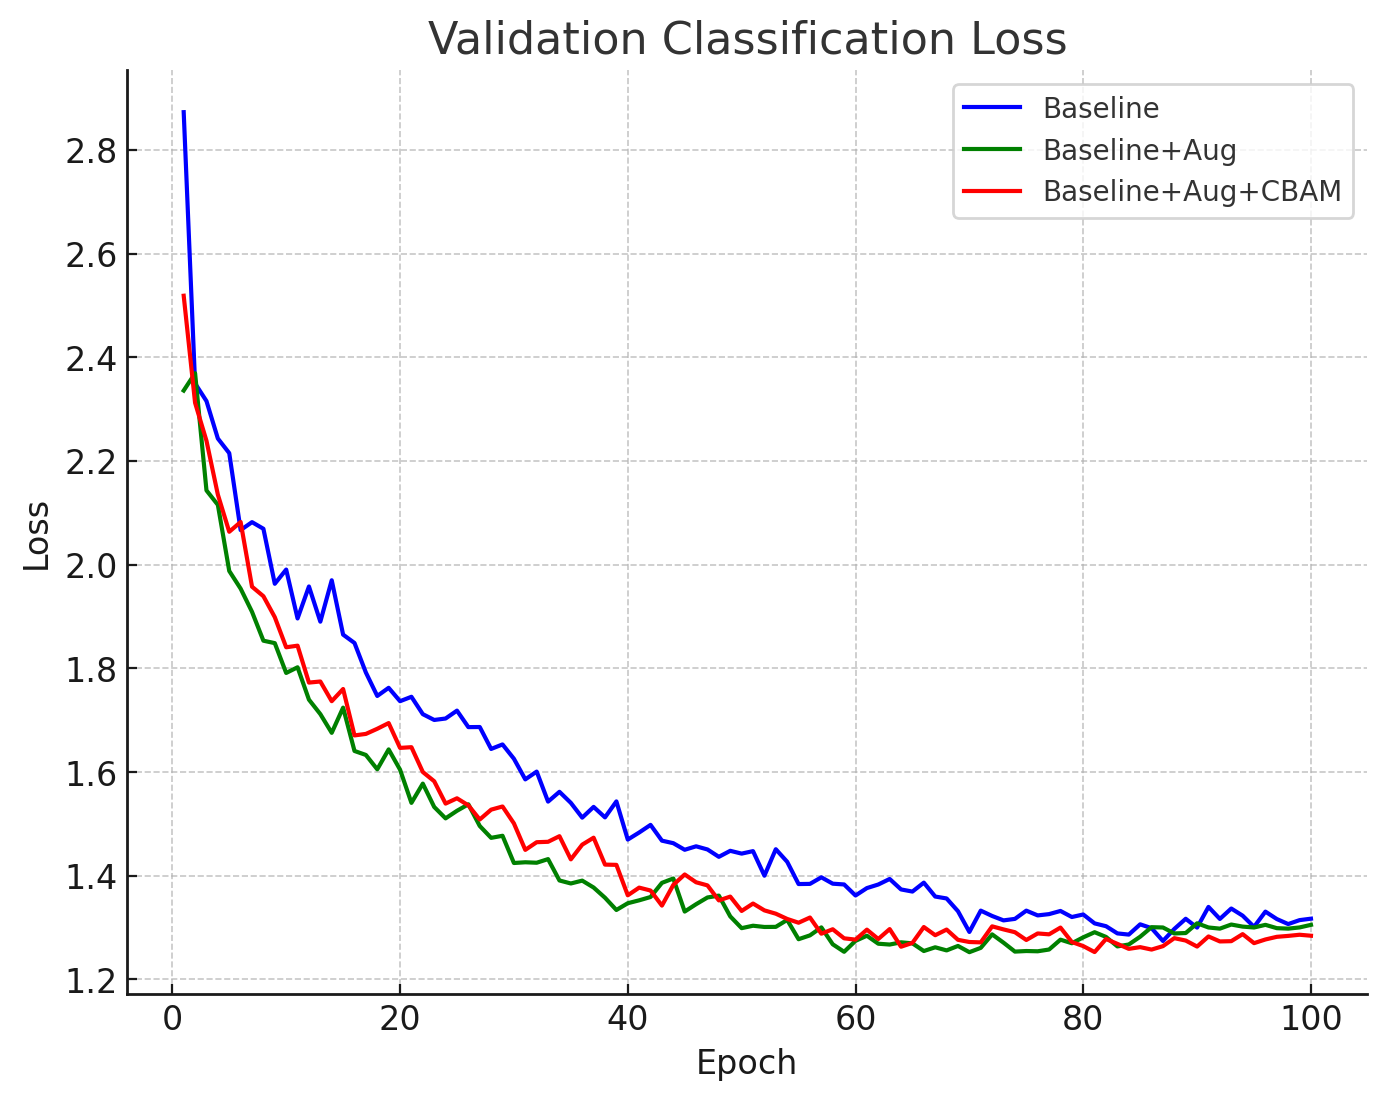 Validation Classification Loss
Baseline
Baseline+Aug
Baseline+Aug+CBAM
2.8
2.6
2.4
2.2
2.0
1.8
1.6
1.4
1.2
Loss
0 20 40 60 80 100
Epoch